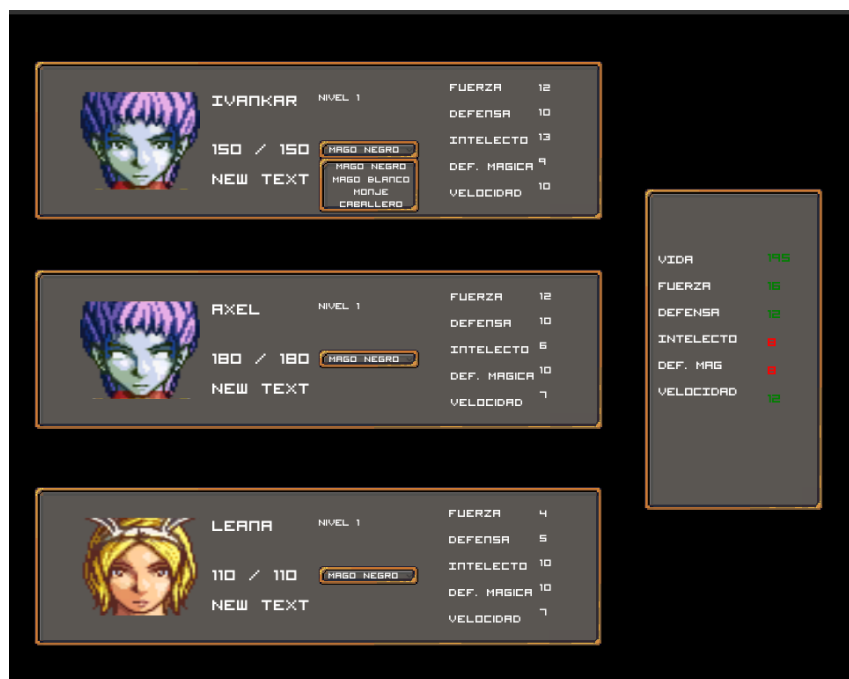 IVANKAR NIVEL 1
150 / 150 MAGO NEGRO
NEW TEXT
MAGO NEGRO
MAGO BLANCO
MONJE
CABALLERO
FUERZA 12
DEFENSA 10
INTELECTO 13
DEF. MAGICA 9
VELOCIDAD 10
AXEL NIVEL 1
180 / 180 MAGO NEGRO
NEW TEXT
FUERZA 12
DEFENSA 10
INTELECTO 6
DEF. MAGICA 10
VELOCIDAD 7
LEANA NIVEL 1
110 / 110 MAGO NEGRO
NEW TEXT
FUERZA 4
DEFENSA 5
INTELECTO 10
DEF. MAGICA 10
VELOCIDAD 7
VIDA
FUERZA
DEFENSA
INTELECTO
DEF. MAG
VELOCIDAD